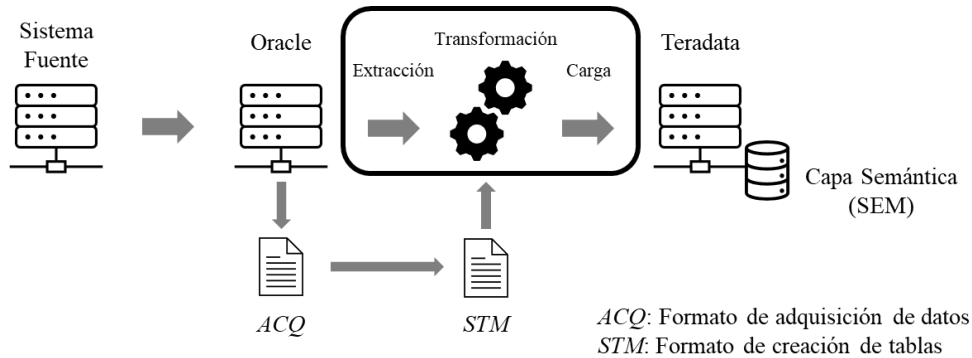 Sistema
Fuente
Oracle
Transformación
Extracción
Carga
Teradata
Capa Semántica
(SEM)
ACQ
STM
ACQ: Formato de adquisición de datos
STM: Formato de creación de tablas